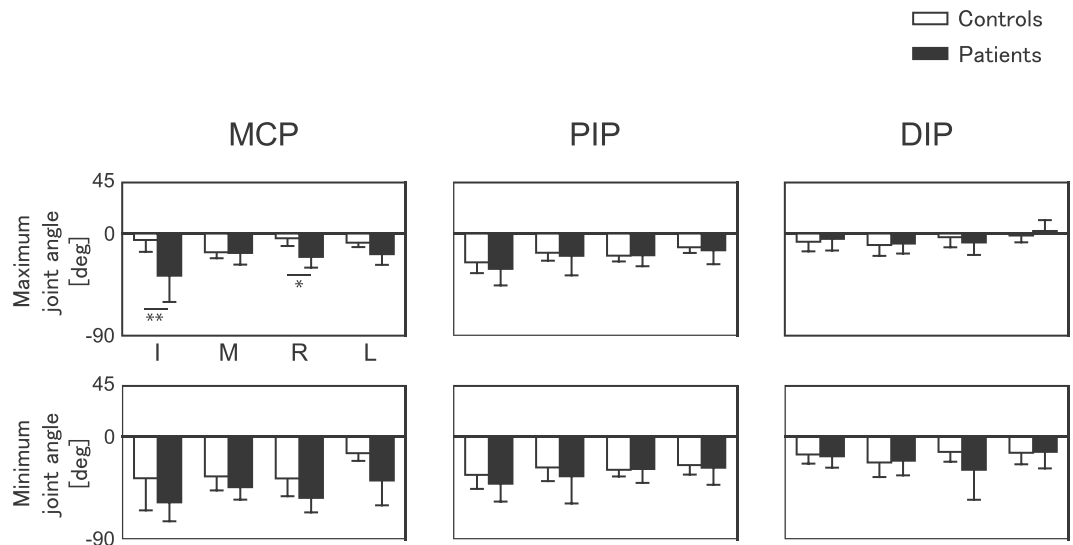 Controls
Patients
MCP PIP DIP
Maximum
joint angle
[deg]
45
0
-90
**
*
I M R L
Minimum
joint angle
[deg]
45
0
-90